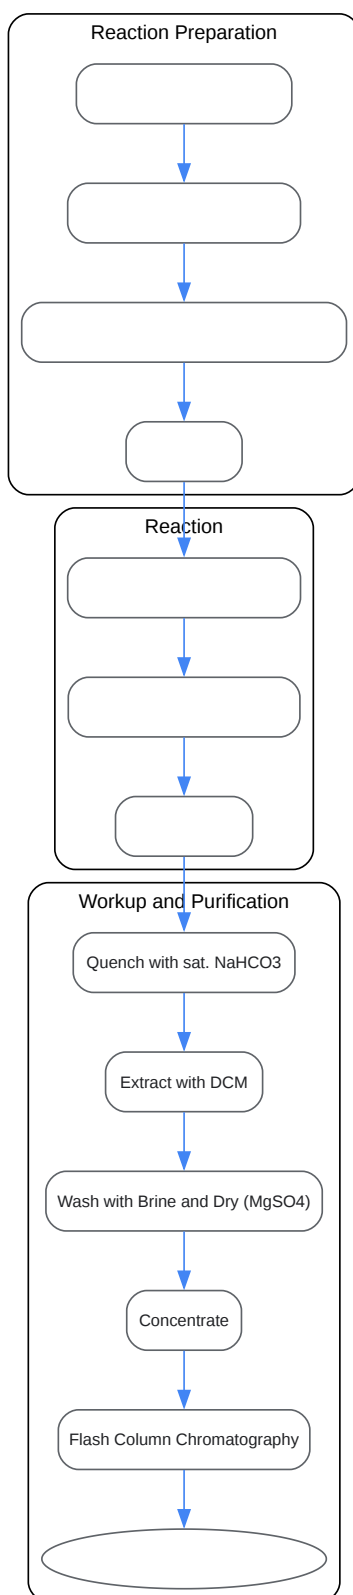 Reaction Preparation
Reaction
Workup and Purification
Quench with sat. NaHCO3
Extract with DCM
Wash with Brine and Dry (MgSO4)
Concentrate
Flash Column Chromatography